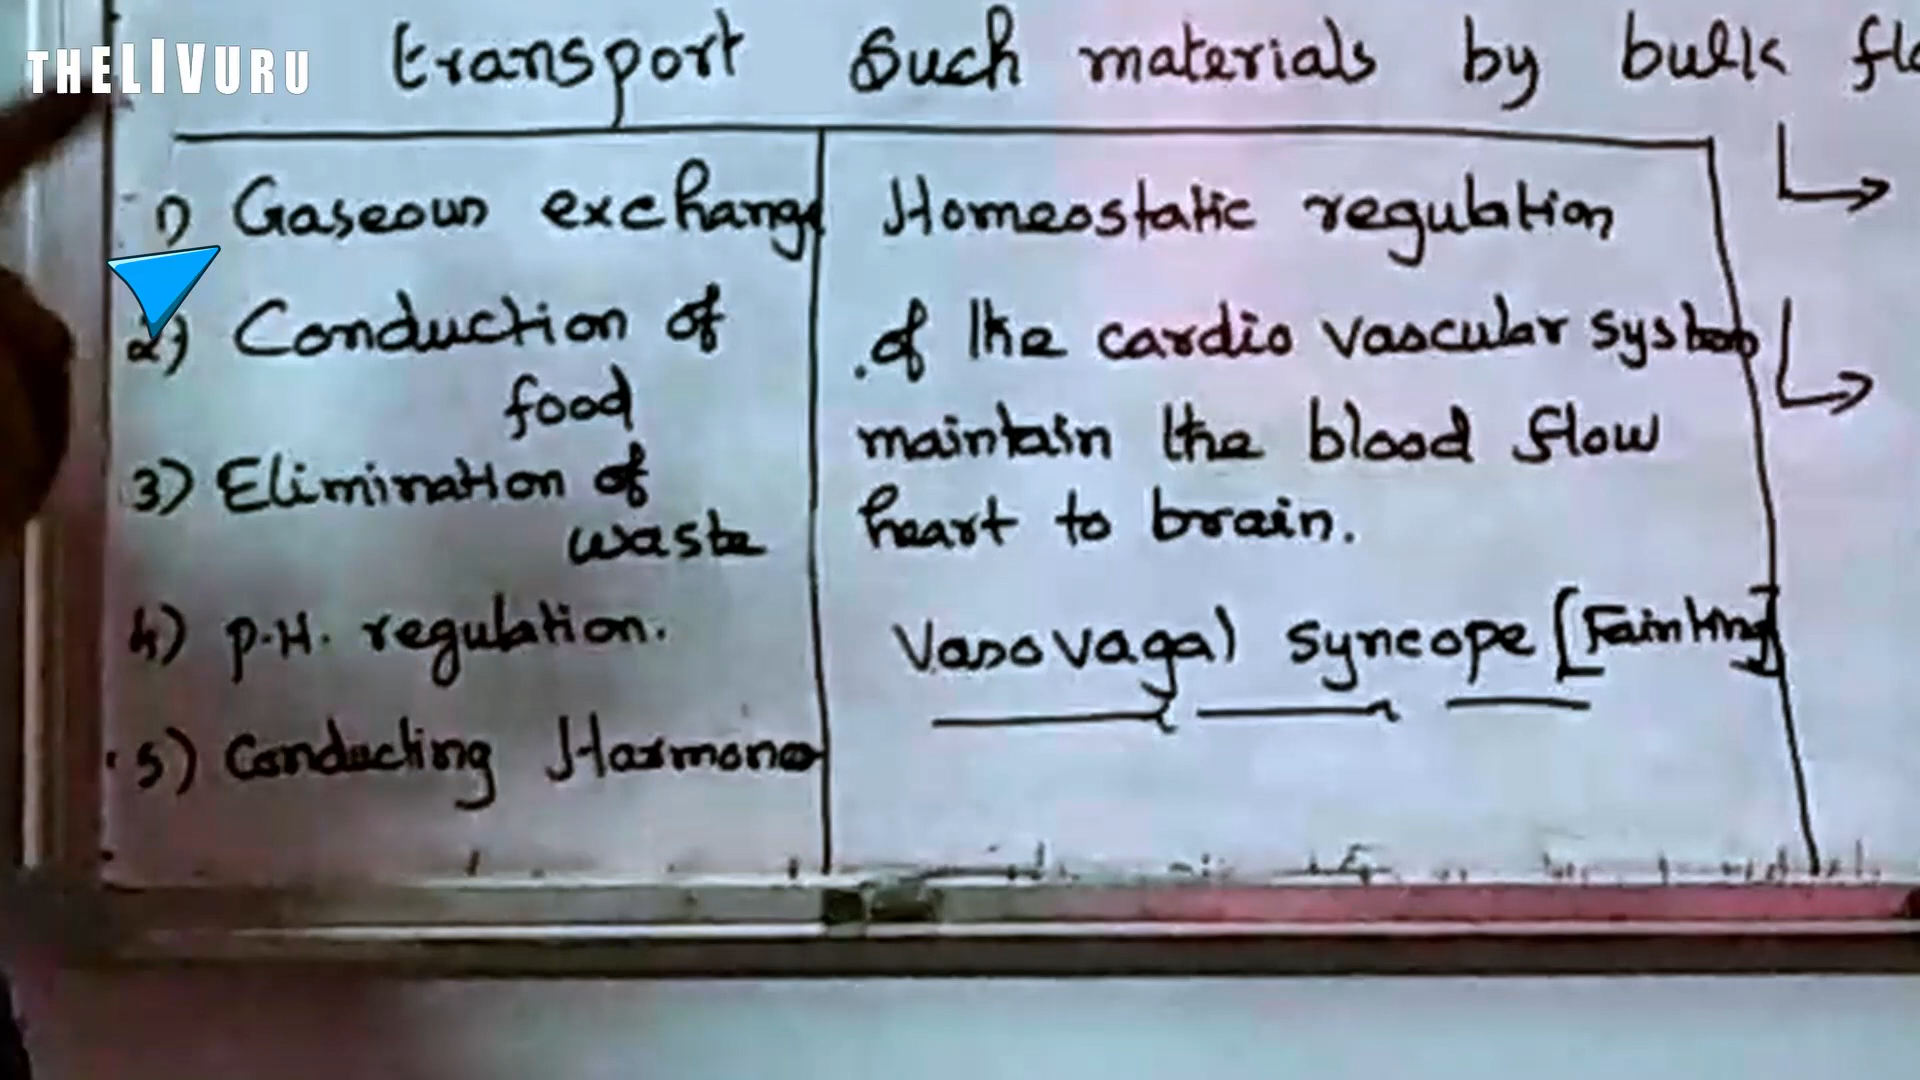 THELIVURU
transport such materials by bulk flo
1) Gaseous exchange
2) Conduction of
food
3) Elimination of
waste
4) p.H. regulation.
5) Conducting Harmones
Homeostatic regulation
of the cardio vascular system
maintain the blood flow
heart to brain.
Vasovagal syncope [Fainting]